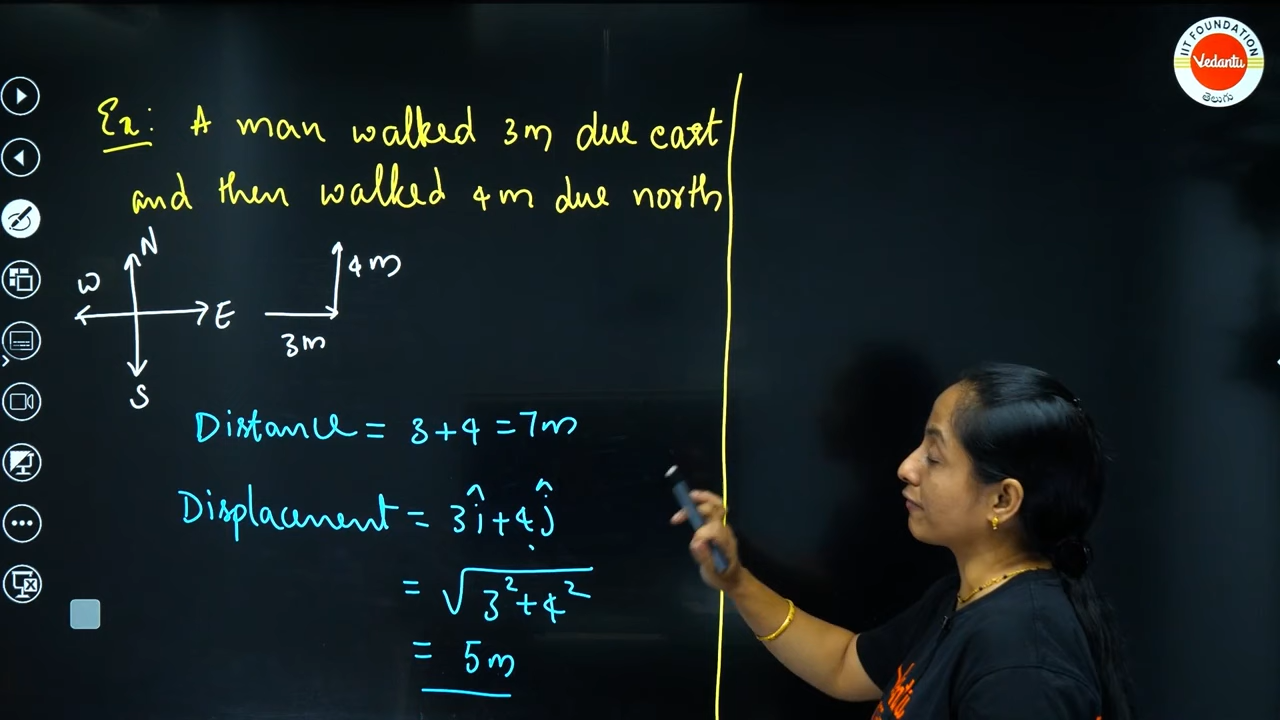 Ex: A man walked 3m due east
and then walked 4m due north
N
W
E
S
4m
3m
Distance = 3+4 = 7m
Displacement = 3î+4ĵ
= √(3²+4²)
= 5m
IIT FOUNDATION
Vedantu
తెలుగు